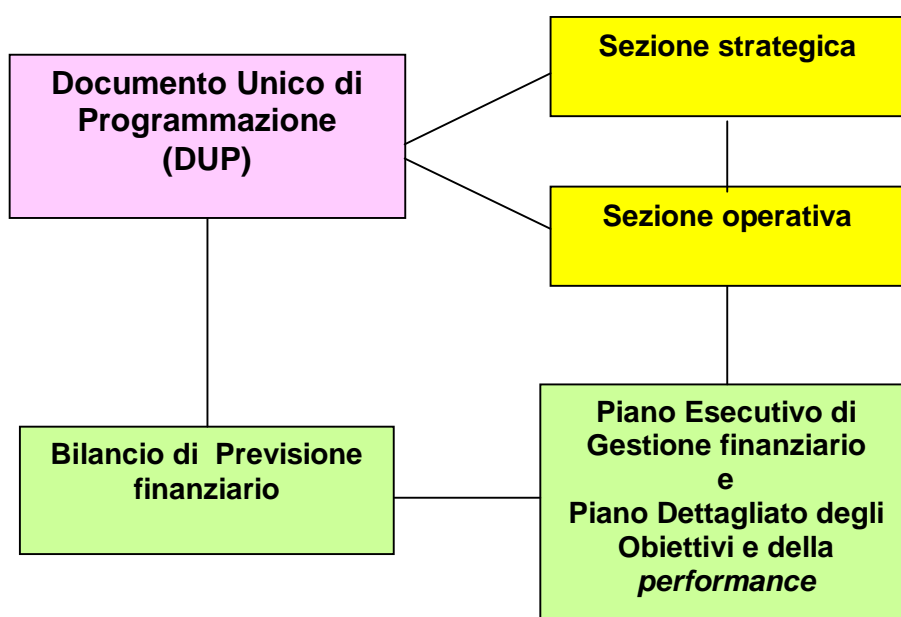 Documento Unico di
Programmazione
(DUP)
Sezione strategica
Sezione operativa
Bilancio di Previsione
finanziario
Piano Esecutivo di
Gestione finanziario
e
Piano Dettagliato degli
Obiettivi e della
performance